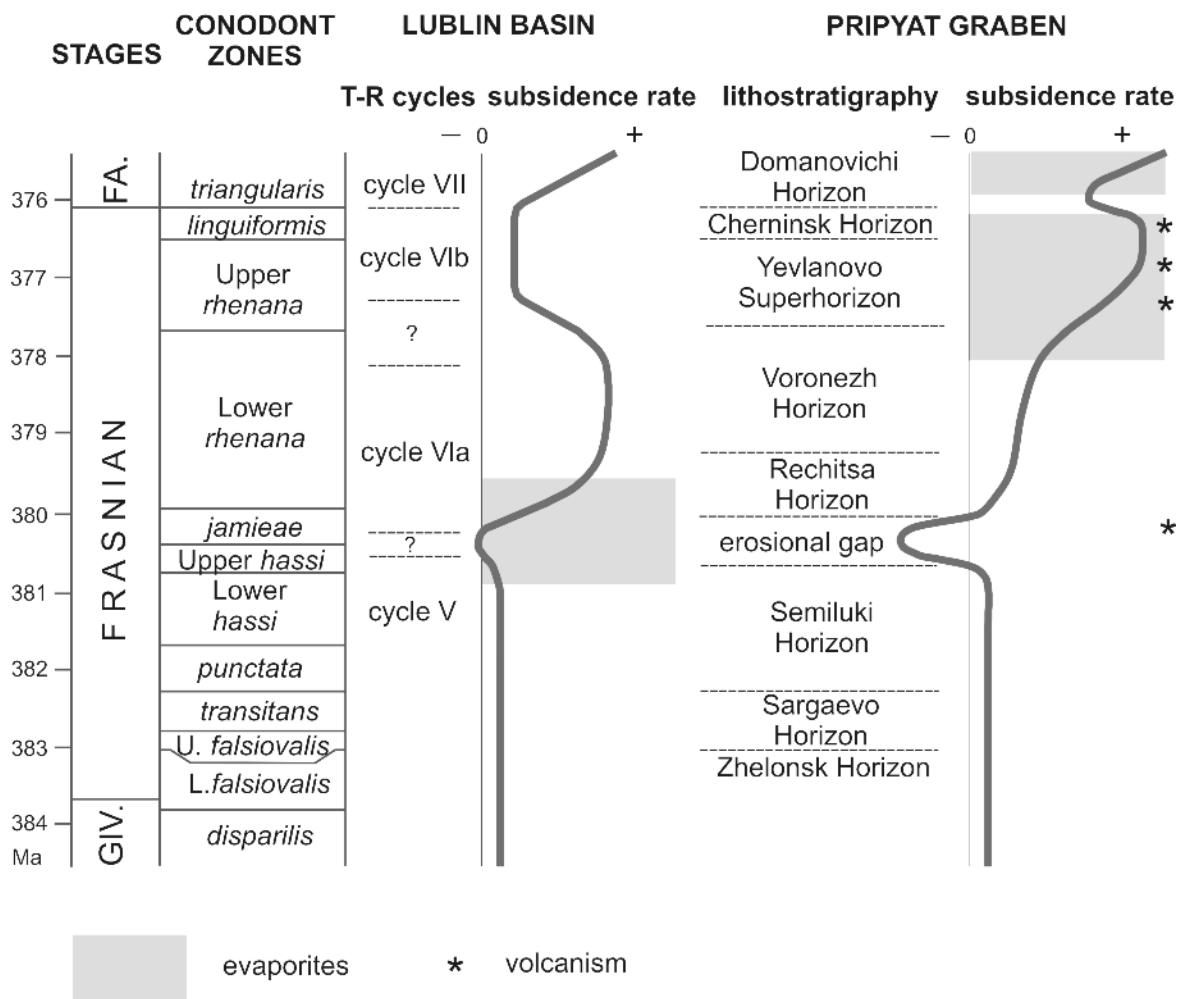 CONODONT
ZONES
LUBLIN BASIN
PRIPYAT GRABEN
STAGES
T-R cycles subsidence rate
lithostratigraphy subsidence rate
— 0 +
— 0 +
376
377
378
379
380
381
382
383
384
Ma
FA.
FRASNIAN
GIV.
triangularis
linguiformis
Upper
rhenana
Lower
rhenana
jamieae
Upper hassi
Lower
hassi
punctata
transitans
U. falsiovalis
L.falsiovalis
disparilis
cycle VII
cycle VIb
?
cycle VIa
?
cycle V
Domanovichi
Horizon
Cherninsk Horizon
Yevlanovo
Superhorizon
Voronezh
Horizon
Rechitsa
Horizon
erosional gap
Semiluki
Horizon
Sargaevo
Horizon
Zhelonsk Horizon
*
*
*
*
evaporites
* volcanism